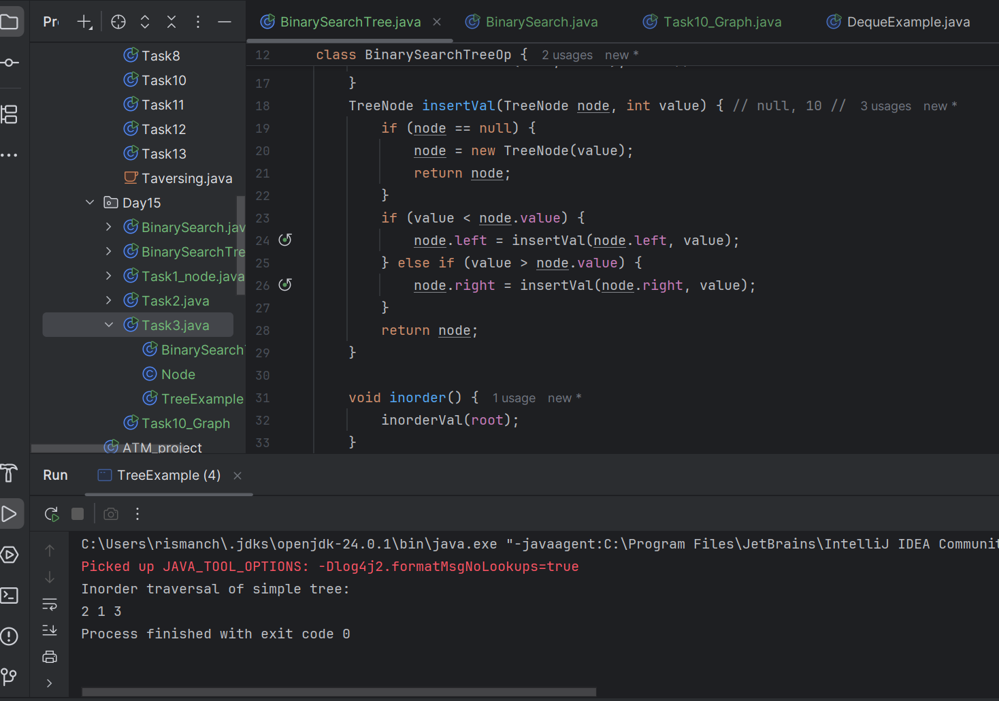 Pr
BinarySearchTree.java
BinarySearch.java
Task10_Graph.java
DequeExample.java
Task8
Task10
Task11
Task12
Task13
Taversing.java
Day15
BinarySearch.jav
BinarySearchTre
Task1_node.java
Task2.java
Task3.java
BinarySearch
Node
TreeExample
Task10_Graph
ATM_project
12 class BinarySearchTreeOp { 2 usages new *
17 }
18 TreeNode insertVal(TreeNode node, int value) { // null, 10 // 3 usages new *
19 if (node == null) {
20 node = new TreeNode(value);
21 return node;
22 }
23 if (value < node.value) {
24 node.left = insertVal(node.left, value);
25 } else if (value > node.value) {
26 node.right = insertVal(node.right, value);
27 }
28 return node;
29 }
30
31 void inorder() { 1 usage new *
32 inorderVal(root);
33 }
Run
TreeExample (4)
C:\Users\rismanch\.jdks\openjdk-24.0.1\bin\java.exe "-javaagent:C:\Program Files\JetBrains\IntelliJ IDEA Communit
Picked up JAVA_TOOL_OPTIONS: -Dlog4j2.formatMsgNoLookups=true
Inorder traversal of simple tree:
2 1 3
Process finished with exit code 0